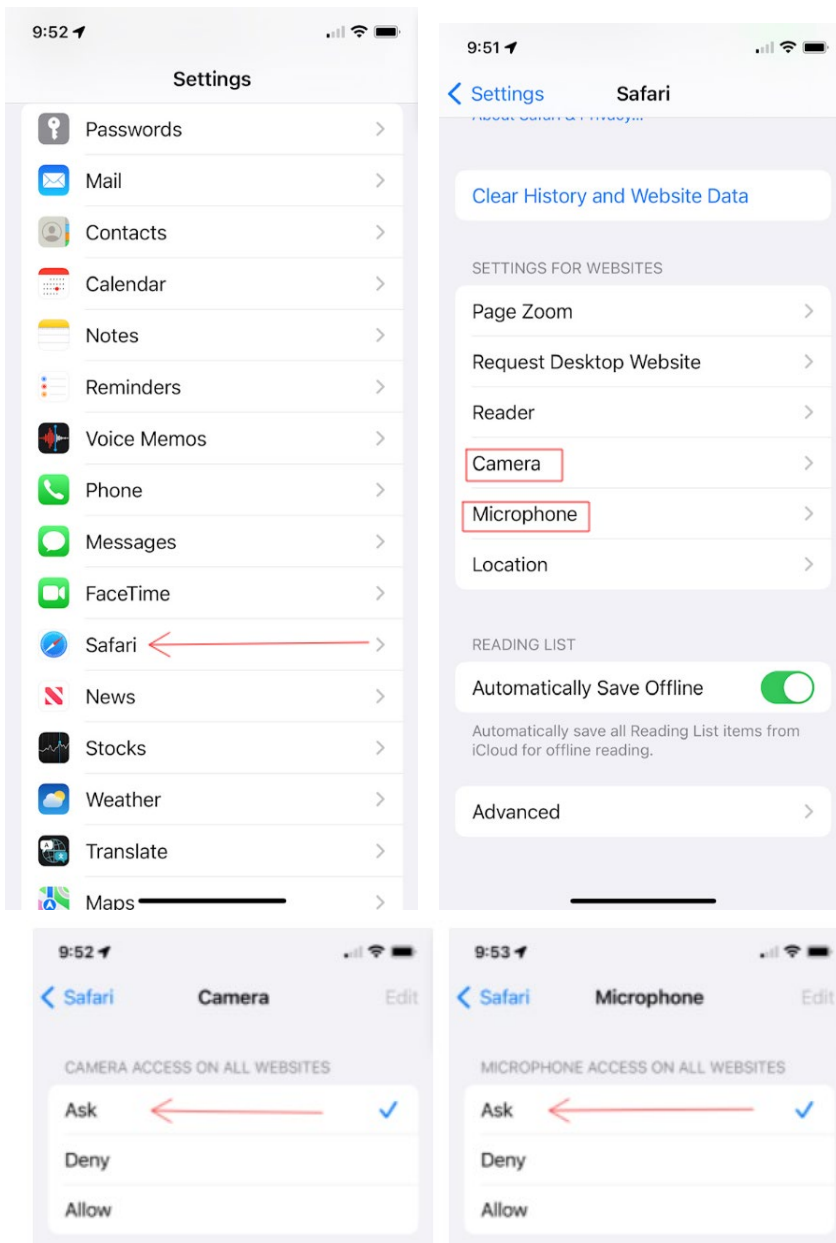 9:52
Settings
Passwords
Mail
Contacts
Calendar
Notes
Reminders
Voice Memos
Phone
Messages
FaceTime
Safari
News
Stocks
Weather
Translate
Maps
9:51
Settings
Safari
About Safari & Privacy...
Clear History and Website Data
SETTINGS FOR WEBSITES
Page Zoom
Request Desktop Website
Reader
Camera
Microphone
Location
READING LIST
Automatically Save Offline
Automatically save all Reading List items from
iCloud for offline reading.
Advanced
9:52
Safari
Camera
Edit
CAMERA ACCESS ON ALL WEBSITES
Ask
Deny
Allow
9:53
Safari
Microphone
Edit
MICROPHONE ACCESS ON ALL WEBSITES
Ask
Deny
Allow